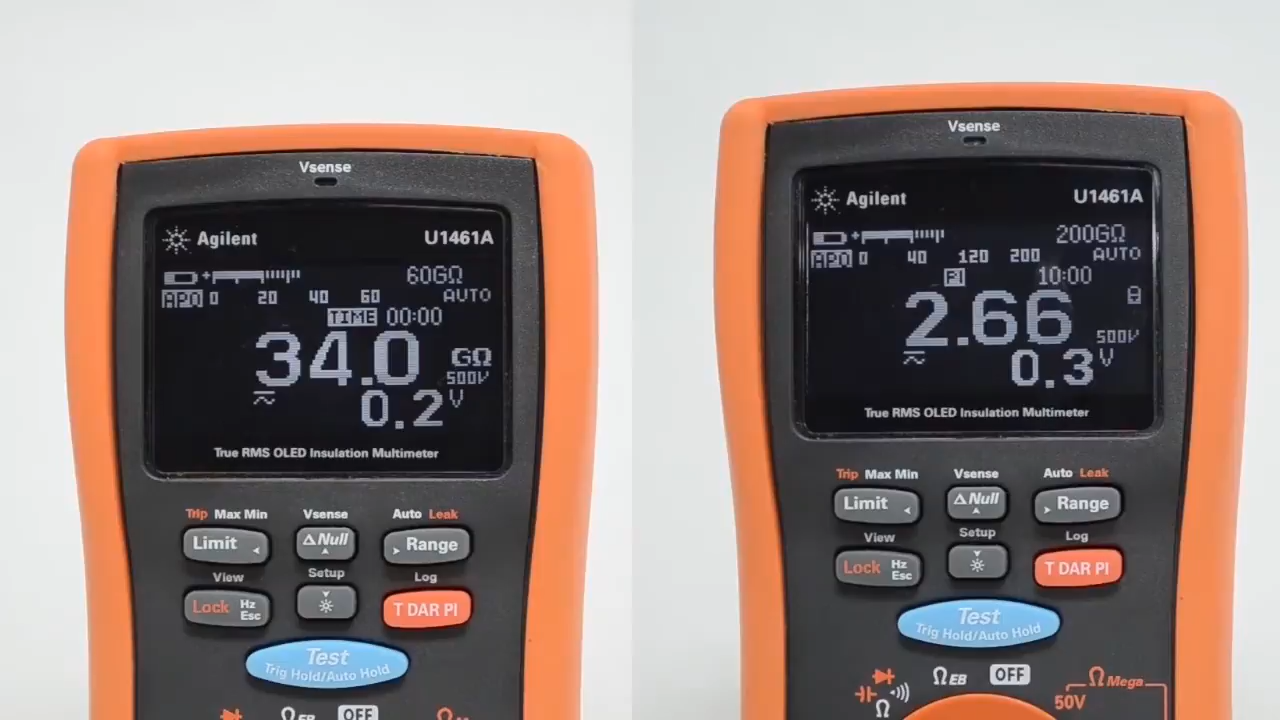 Vsense
Agilent U1461A
60GΩ
APO 0 20 40 60 AUTO
TIME 00:00
34.0 GΩ
500V
0.2 V
True RMS OLED Insulation Multimeter
Trip Max Min Vsense Auto Leak
Limit ΔNull Range
View Setup Log
Lock Hz Esc T DAR PI
Test
Trig Hold/Auto Hold
Ω EB OFF
Vsense
Agilent U1461A
200GΩ
APO 0 40 120 200 AUTO
PI 10:00
2.66
500V
0.3 V
True RMS OLED Insulation Multimeter
Trip Max Min Vsense Auto Leak
Limit ΔNull Range
View Setup Log
Lock Hz Esc T DAR PI
Test
Trig Hold/Auto Hold
Ω EB OFF Ω Mega
Ω 50V